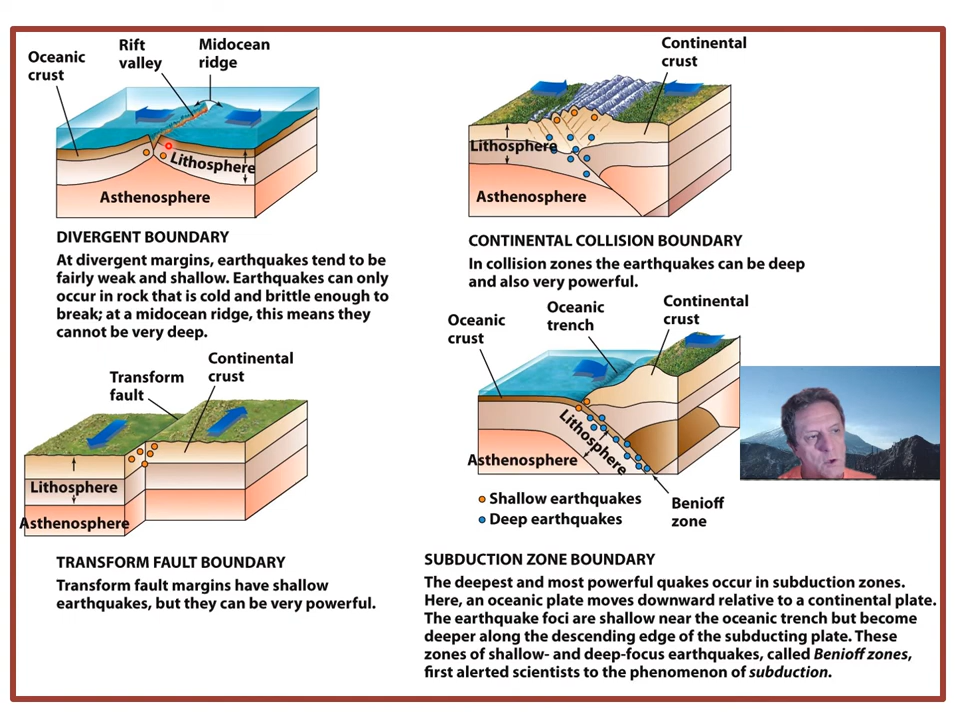 Oceanic
crust
Rift
valley
Midocean
ridge
Lithosphere
Asthenosphere
DIVERGENT BOUNDARY
At divergent margins, earthquakes tend to be
fairly weak and shallow. Earthquakes can only
occur in rock that is cold and brittle enough to
break; at a midocean ridge, this means they
cannot be very deep.
Continental
crust
Lithosphere
Asthenosphere
CONTINENTAL COLLISION BOUNDARY
In collision zones the earthquakes can be deep
and also very powerful.
Transform
fault
Continental
crust
Lithosphere
Asthenosphere
TRANSFORM FAULT BOUNDARY
Transform fault margins have shallow
earthquakes, but they can be very powerful.
Oceanic
crust
Oceanic
trench
Continental
crust
Lithosphere
Asthenosphere
Shallow earthquakes
Deep earthquakes
Benioff
zone
SUBDUCTION ZONE BOUNDARY
The deepest and most powerful quakes occur in subduction zones.
Here, an oceanic plate moves downward relative to a continental plate.
The earthquake foci are shallow near the oceanic trench but become
deeper along the descending edge of the subducting plate. These
zones of shallow- and deep-focus earthquakes, called Benioff zones,
first alerted scientists to the phenomenon of subduction.